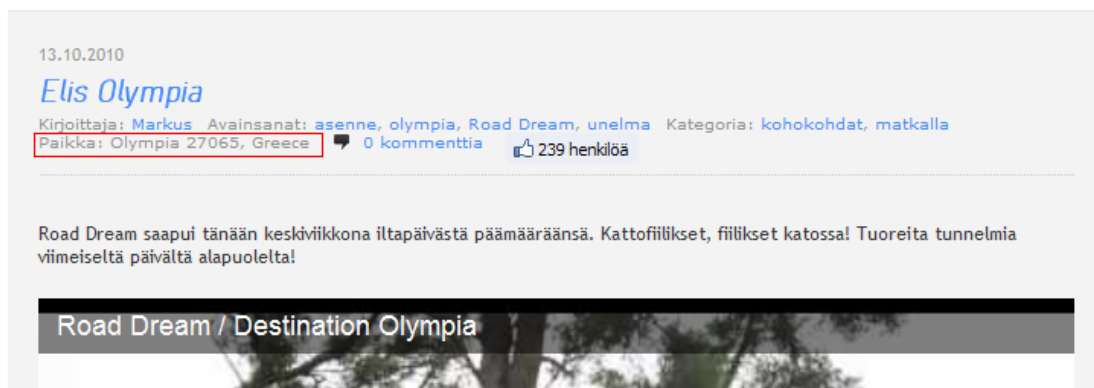 13.10.2010
Elis Olympia
Kirjoittaja: Markus Avainsanat: asenne, olympia, Road Dream, unelma Kategoria: kohokohdat, matkalla
Paikka: Olympia 27065, Greece 0 kommenttia 239 henkilöä
Road Dream saapui tänään keskiviikkona iltapäivästä päämääräänsä. Kattofiilikset, fiilikset katossa! Tuoreita tunnelmia
viimeiseltä päivältä alapuolelta!
Road Dream / Destination Olympia